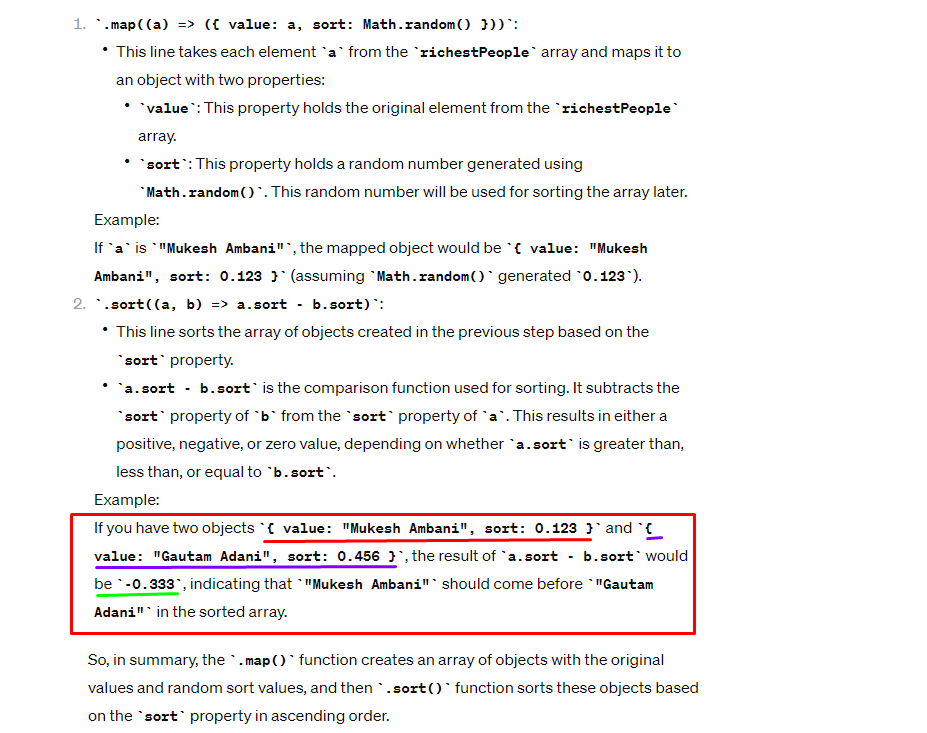 1. `.map((a) => ({ value: a, sort: Math.random() }))`:
• This line takes each element `a` from the `richestPeople` array and maps it to
an object with two properties:
• `value`: This property holds the original element from the `richestPeople`
array.
• `sort`: This property holds a random number generated using
`Math.random()`. This random number will be used for sorting the array later.
Example:
If `a` is `"Mukesh Ambani"`, the mapped object would be `{ value: "Mukesh
Ambani", sort: 0.123 }` (assuming `Math.random()` generated `0.123`).
2. `.sort((a, b) => a.sort - b.sort)`:
• This line sorts the array of objects created in the previous step based on the
`sort` property.
• `a.sort - b.sort` is the comparison function used for sorting. It subtracts the
`sort` property of `b` from the `sort` property of `a`. This results in either a
positive, negative, or zero value, depending on whether `a.sort` is greater than,
less than, or equal to `b.sort`.
Example:
If you have two objects `{ value: "Mukesh Ambani", sort: 0.123 }` and `{
value: "Gautam Adani", sort: 0.456 }`, the result of `a.sort - b.sort` would
be `-0.333`, indicating that `"Mukesh Ambani"` should come before `"Gautam
Adani"` in the sorted array.
So, in summary, the `.map()` function creates an array of objects with the original
values and random sort values, and then `.sort()` function sorts these objects based
on the `sort` property in ascending order.